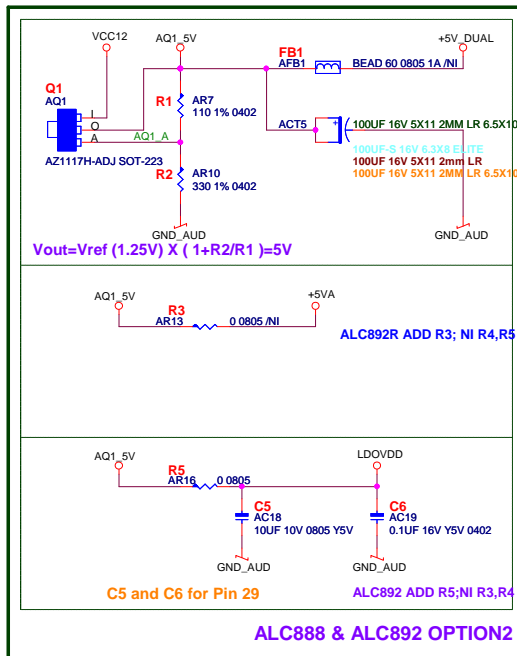 VCC12
AQ1_5V
+5V_DUAL
FB1
AFB1
BEAD 60 0805 1A /NI
Q1
AQ1
I
O
A
R1
AR7
110 1% 0402
AQ1_A
ACT5
+
100UF 16V 5X11 2MM LR 6.5X10
100UF-S 16V 6.3X8 ELITE
100UF 16V 5X11 2mm LR
100UF 16V 5X11 2MM LR 6.5X10
AZ1117H-ADJ SOT-223
R2
AR10
330 1% 0402
GND_AUD
GND_AUD
Vout=Vref (1.25V) X ( 1+R2/R1 )=5V
AQ1_5V
+5VA
R3
AR13
0 0805 /NI
ALC892R ADD R3; NI R4,R5
AQ1_5V
LDOVDD
R5
AR16
0 0805
C5
AC18
10UF 10V 0805 Y5V
C6
AC19
0.1UF 16V Y5V 0402
GND_AUD
GND_AUD
C5 and C6 for Pin 29
ALC892 ADD R5;NI R3,R4
ALC888 & ALC892 OPTION2